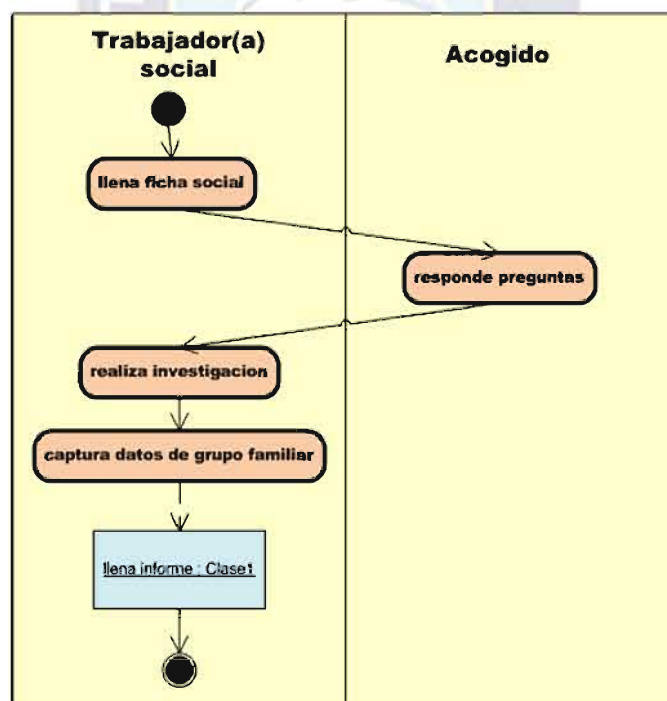 Trabajador(a)
social
Acogido
llena ficha social
responde preguntas
realiza investigacion
captura datos de grupo familiar
llena informe : Clase1